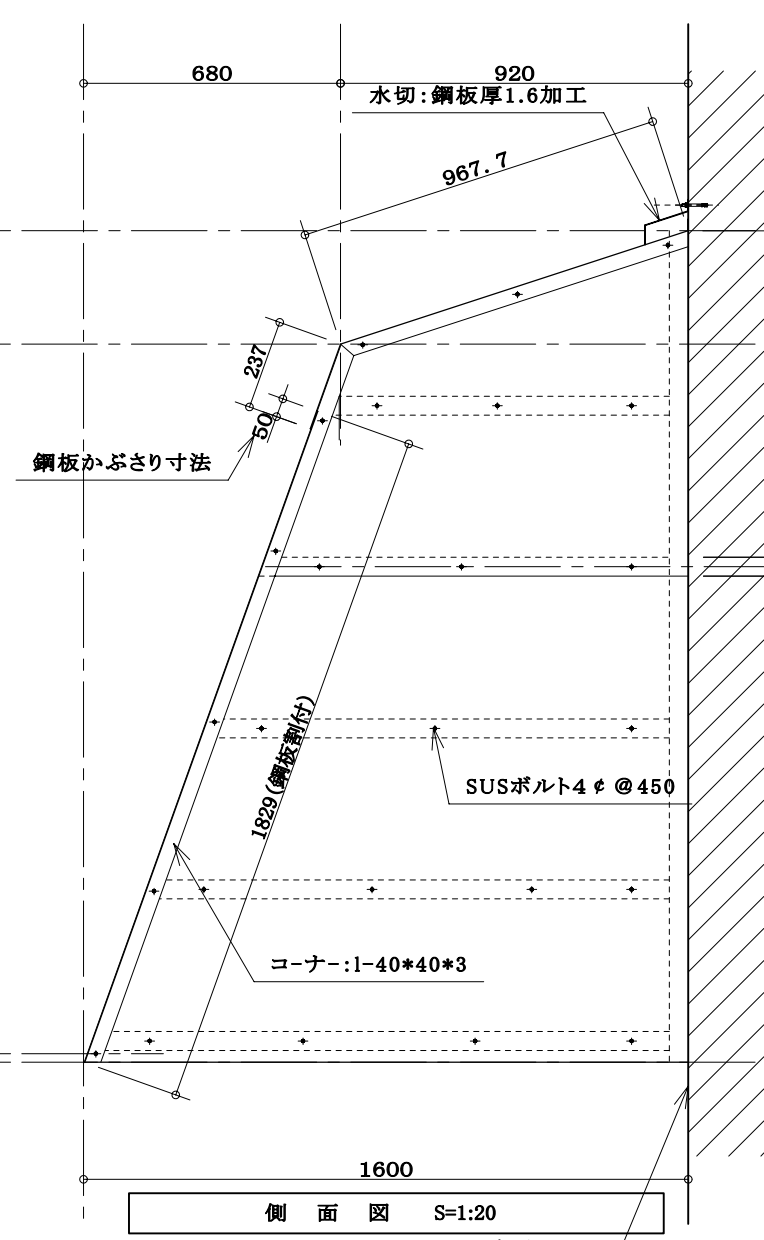 680
920
水切:鋼板厚1.6加工
967.7
237
50
鋼板かぶさり寸法
1829(鋼板割付)
SUSボルト4¢@450
コーナー:l-40*40*3
1600
側 面 図 S=1:20